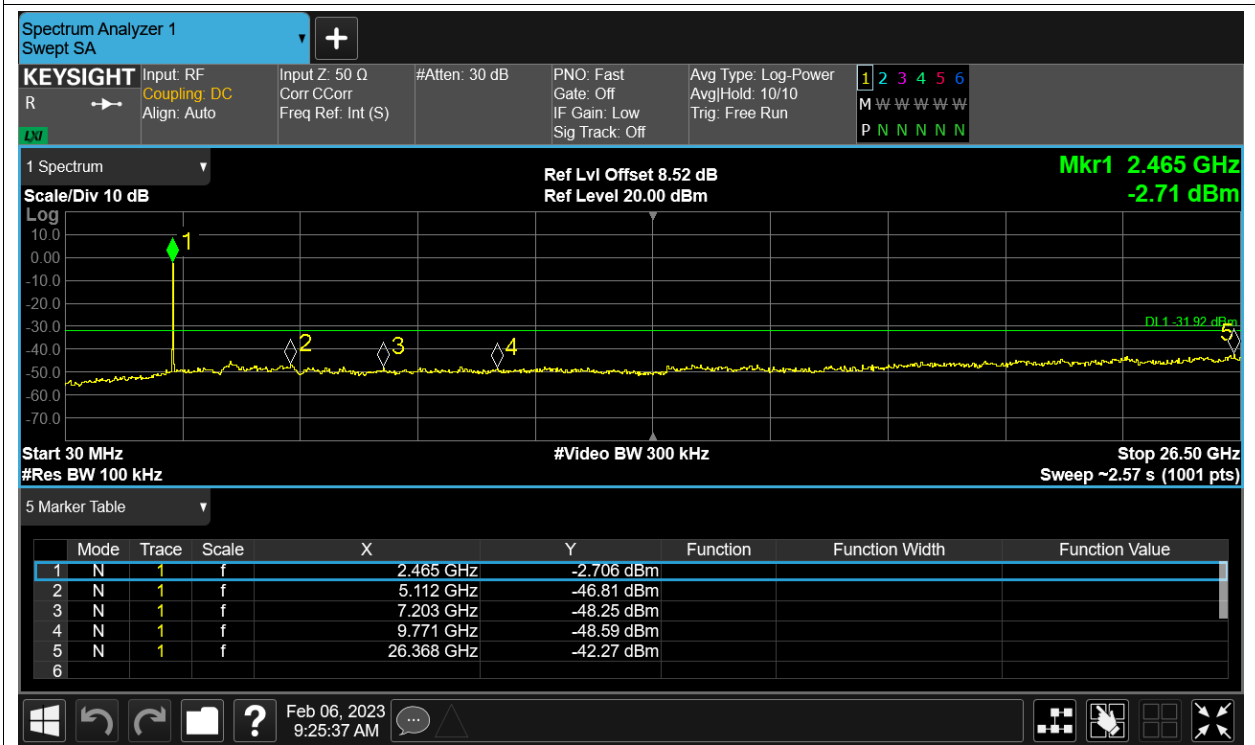 Spectrum Analyzer 1
Swept SA
+
KEYSIGHT
R
LXI
Input: RF
Coupling: DC
Align: Auto
Input Z: 50 Ω
Corr CCorr
Freq Ref: Int (S)
#Atten: 30 dB
PNO: Fast
Gate: Off
IF Gain: Low
Sig Track: Off
Avg Type: Log-Power
Avg|Hold: 10/10
Trig: Free Run
1 2 3 4 5 6
M W W W W W
P N N N N N
1 Spectrum
Scale/Div 10 dB
Ref Lvl Offset 8.52 dB
Ref Level 20.00 dBm
Mkr1 2.465 GHz
-2.71 dBm
Log
10.0
0.00
-10.0
-20.0
-30.0
-40.0
-50.0
-60.0
-70.0
1
2
3
4
5
DL1 -31.92 dBm
Start 30 MHz
#Video BW 300 kHz
Stop 26.50 GHz
#Res BW 100 kHz
Sweep ~2.57 s (1001 pts)
5 Marker Table
Mode Trace Scale X Y Function Function Width Function Value
1 N 1 f 2.465 GHz -2.706 dBm
2 N 1 f 5.112 GHz -46.81 dBm
3 N 1 f 7.203 GHz -48.25 dBm
4 N 1 f 9.771 GHz -48.59 dBm
5 N 1 f 26.368 GHz -42.27 dBm
6
?
Feb 06, 2023
9:25:37 AM